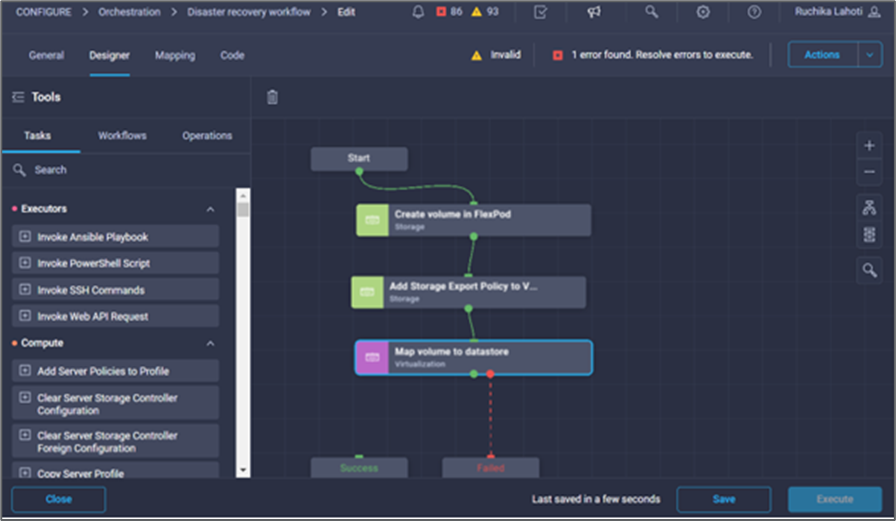 CONFIGURE > Orchestration > Disaster recovery workflow > Edit 86 93 Ruchika Lahoti
General Designer Mapping Code Invalid 1 error found. Resolve errors to execute. Actions
Tools
Tasks Workflows Operations
Search
Executors
Invoke Ansible Playbook
Invoke PowerShell Script
Invoke SSH Commands
Invoke Web API Request
Compute
Add Server Policies to Profile
Clear Server Storage Controller
Configuration
Clear Server Storage Controller
Foreign Configuration
Copy Server Profile
Start
Create volume in FlexPod
Storage
Add Storage Export Policy to V...
Storage
Map volume to datastore
Virtualization
Success Failed
Close Last saved in a few seconds Save Execute